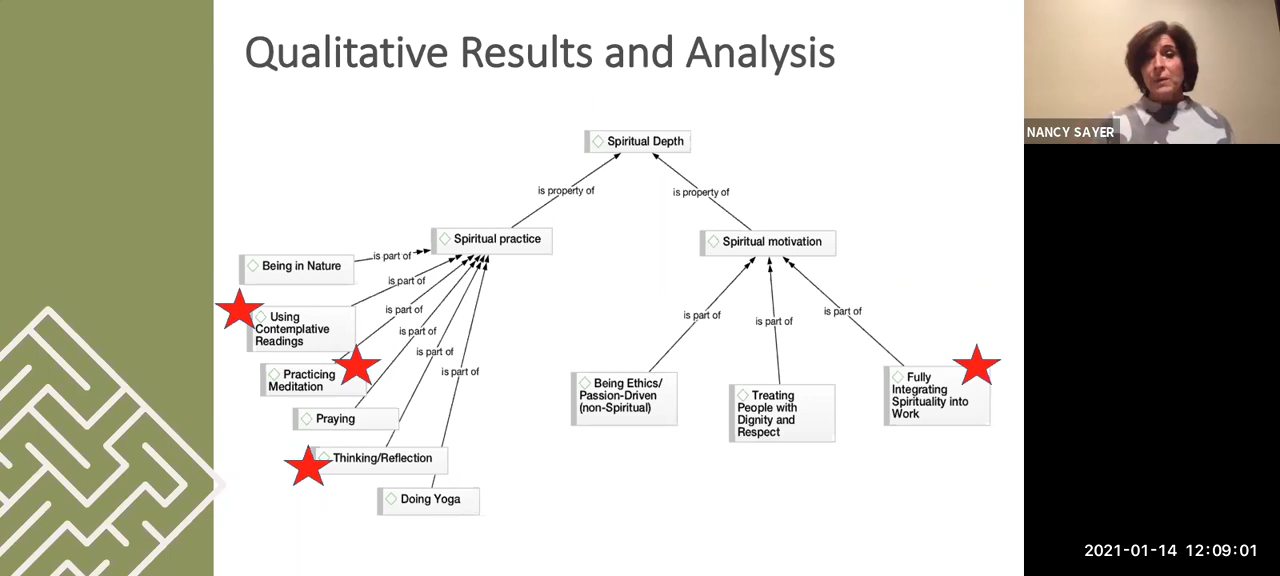 Qualitative Results and Analysis
NANCY SAYER
Spiritual Depth
is property of
is property of
Spiritual practice
Spiritual motivation
is part of
Being in Nature
is part of
Using
Contemplative
Readings
is part of
is part of
is part of
is part of
Practicing
Meditation
Praying
Thinking/Reflection
Doing Yoga
is part of
is part of
is part of
Being Ethics/
Passion-Driven
(non-Spiritual)
Treating
People with
Dignity and
Respect
Fully
Integrating
Spirituality into
Work
2021-01-14 12:09:01